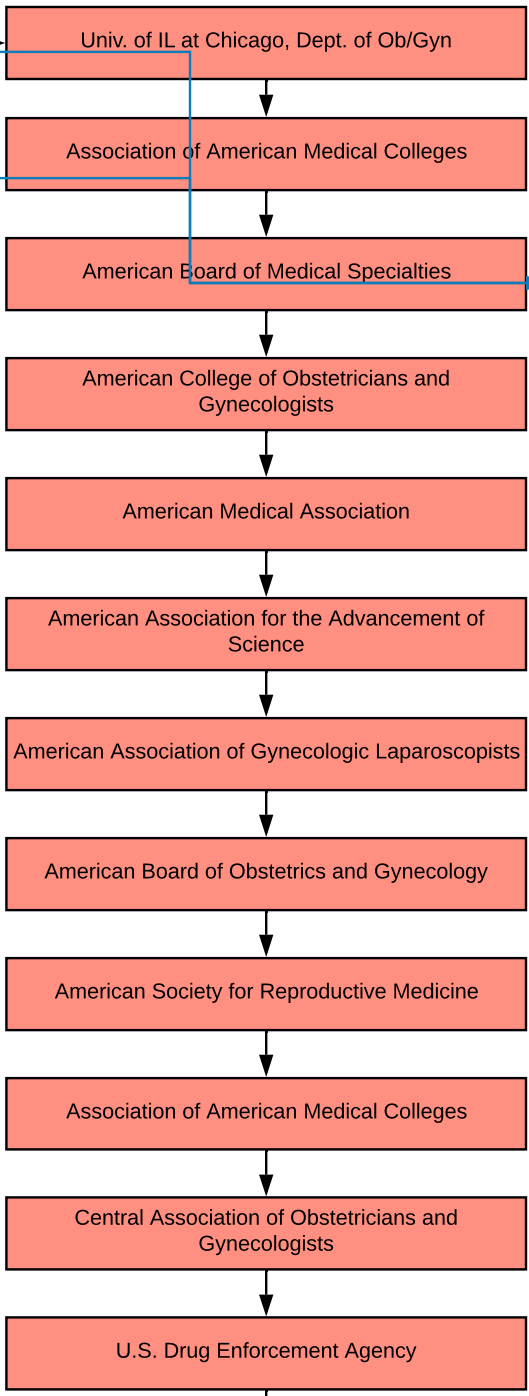 Univ. of IL at Chicago, Dept. of Ob/Gyn
Association of American Medical Colleges
American Board of Medical Specialties
American College of Obstetricians and
Gynecologists
American Medical Association
American Association for the Advancement of
Science
American Association of Gynecologic Laparoscopists
American Board of Obstetrics and Gynecology
American Society for Reproductive Medicine
Association of American Medical Colleges
Central Association of Obstetricians and
Gynecologists
U.S. Drug Enforcement Agency